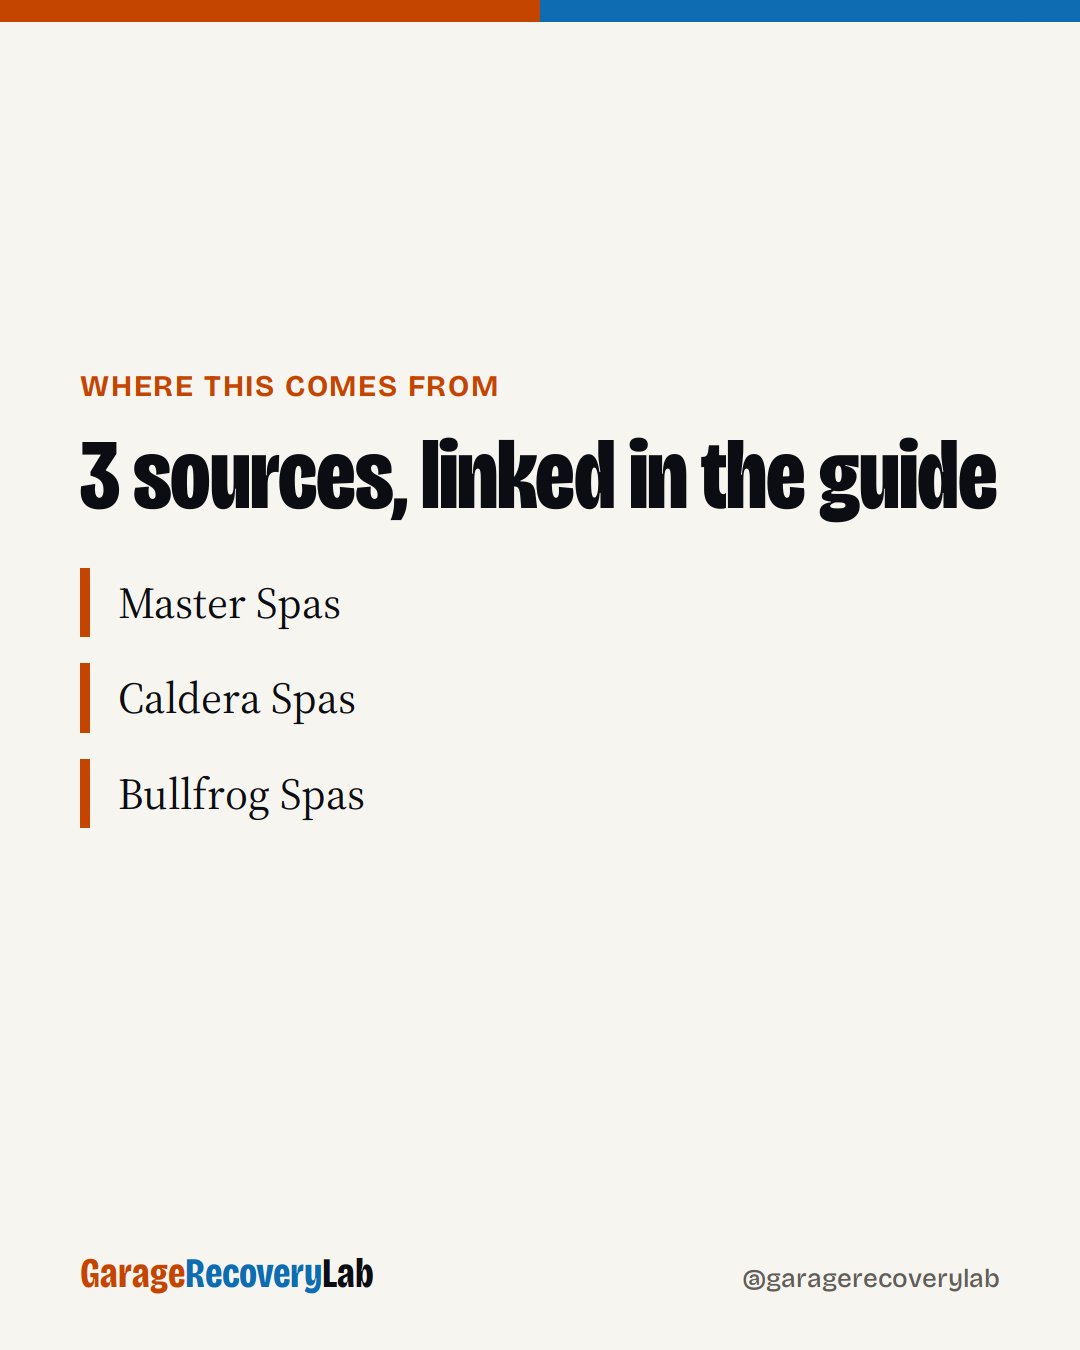 WHERE THIS COMES FROM
3 sources, linked in the guide
Master Spas
Caldera Spas
Bullfrog Spas
GarageRecoveryLab
@garagerecoverylab